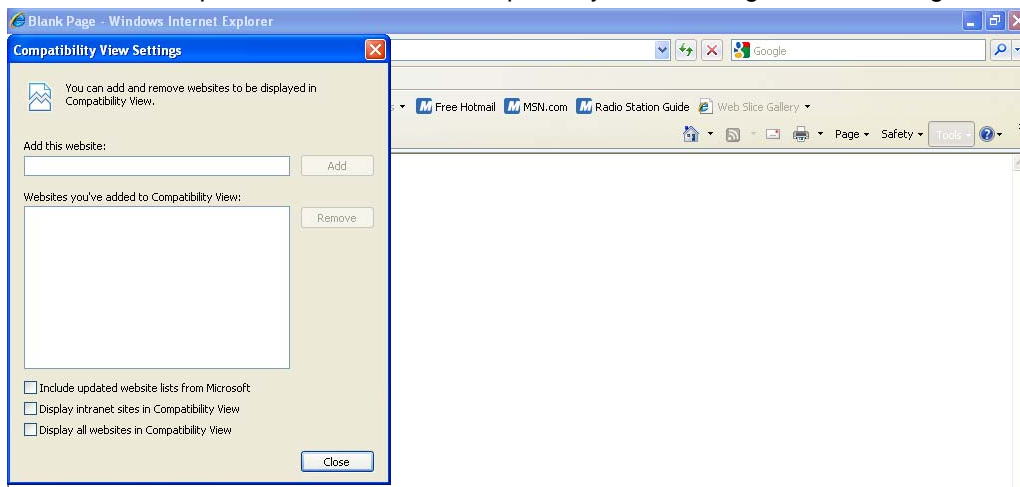 Blank Page - Windows Internet Explorer
Compatibility View Settings
Google
You can add and remove websites to be displayed in
Compatibility View.
Free Hotmail MSN.com Radio Station Guide Web Slice Gallery
Page Safety Tools
Add this website:
Add
Websites you've added to Compatibility View:
Remove
Include updated website lists from Microsoft
Display intranet sites in Compatibility View
Display all websites in Compatibility View
Close